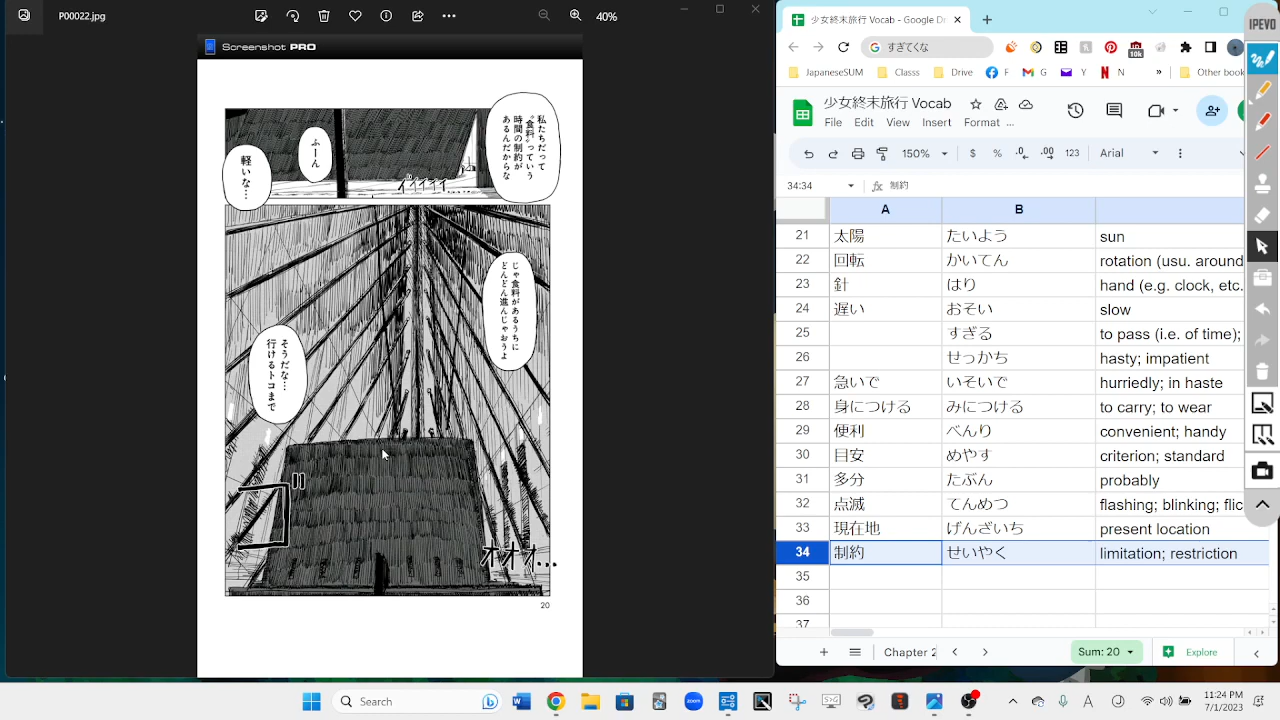 P00022.jpg
40%
Screenshot PRO
私たちだって
“食料”っていう
時間の制約が
あるんだからな
ふーん
軽いな…
イイイイ……
じゃ食料があるうちに
どんどん進んじゃおうよ
そうだな…
行けるトコまで
ゴ
オオォ…
20
少女終末旅行 Vocab - Google Dr
すぎる
JapaneseSUM
Classs
Drive
F
G
Y
N
»
Other book
少女終末旅行 Vocab
File
Edit
View
Insert
Format ...
150%
$
%
.0
.00
123
Arial
34:34
fx
制約
A
B
21 太陽 たいよう sun
22 回転 かいてん rotation (usu. around
23 針 はり hand (e.g. clock, etc.
24 遅い おそい slow
25 すぎる to pass (i.e. of time);
26 せっかち hasty; impatient
27 急いで いそいで hurriedly; in haste
28 身につける みにつける to carry; to wear
29 便利 べんり convenient; handy
30 目安 めやす criterion; standard
31 多分 たぶん probably
32 点滅 てんめつ flashing; blinking; flic
33 現在地 げんざいち present location
34 制約 せいやく limitation; restriction
35
36
37
Chapter 2
Sum: 20
Explore
IPEVO
Search
zoom
A
11:07:04 PM
7/1/2023